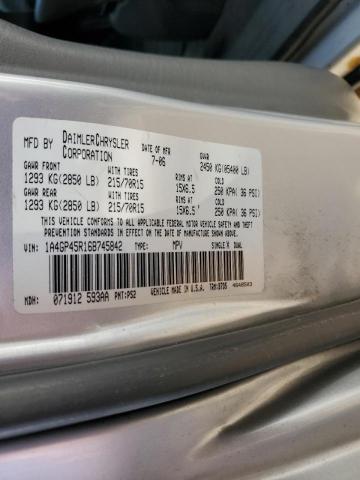 MFD BY DAIMLERCHRYSLER CORPORATION DATE OF MFR 7-06 GVWR 2450 KG(05400 LB)
GAWR FRONT WITH TIRES RIMS AT COLD
1293 KG(2850 LB) 215/70R15 15X6.5 250 KPA(36 PSI)
GAWR REAR WITH TIRES RIMS AT COLD
1293 KG(2850 LB) 215/70R15 15X6.5 250 KPA(36 PSI)
THIS VEHICLE CONFORMS TO ALL APPLICABLE FEDERAL MOTOR VEHICLE SAFETY,
BUMPER, AND THEFT PREVENTION STANDARDS IN EFFECT ON THE DATE OF MANUFACTURE SHOWN ABOVE.
VIN: 1A4GP45R16B745842 TYPE: MPV SINGLE X DUAL
MDH: 071912 593AA PNT: PS2 VEHICLE MADE IN U.S.A. 4648503